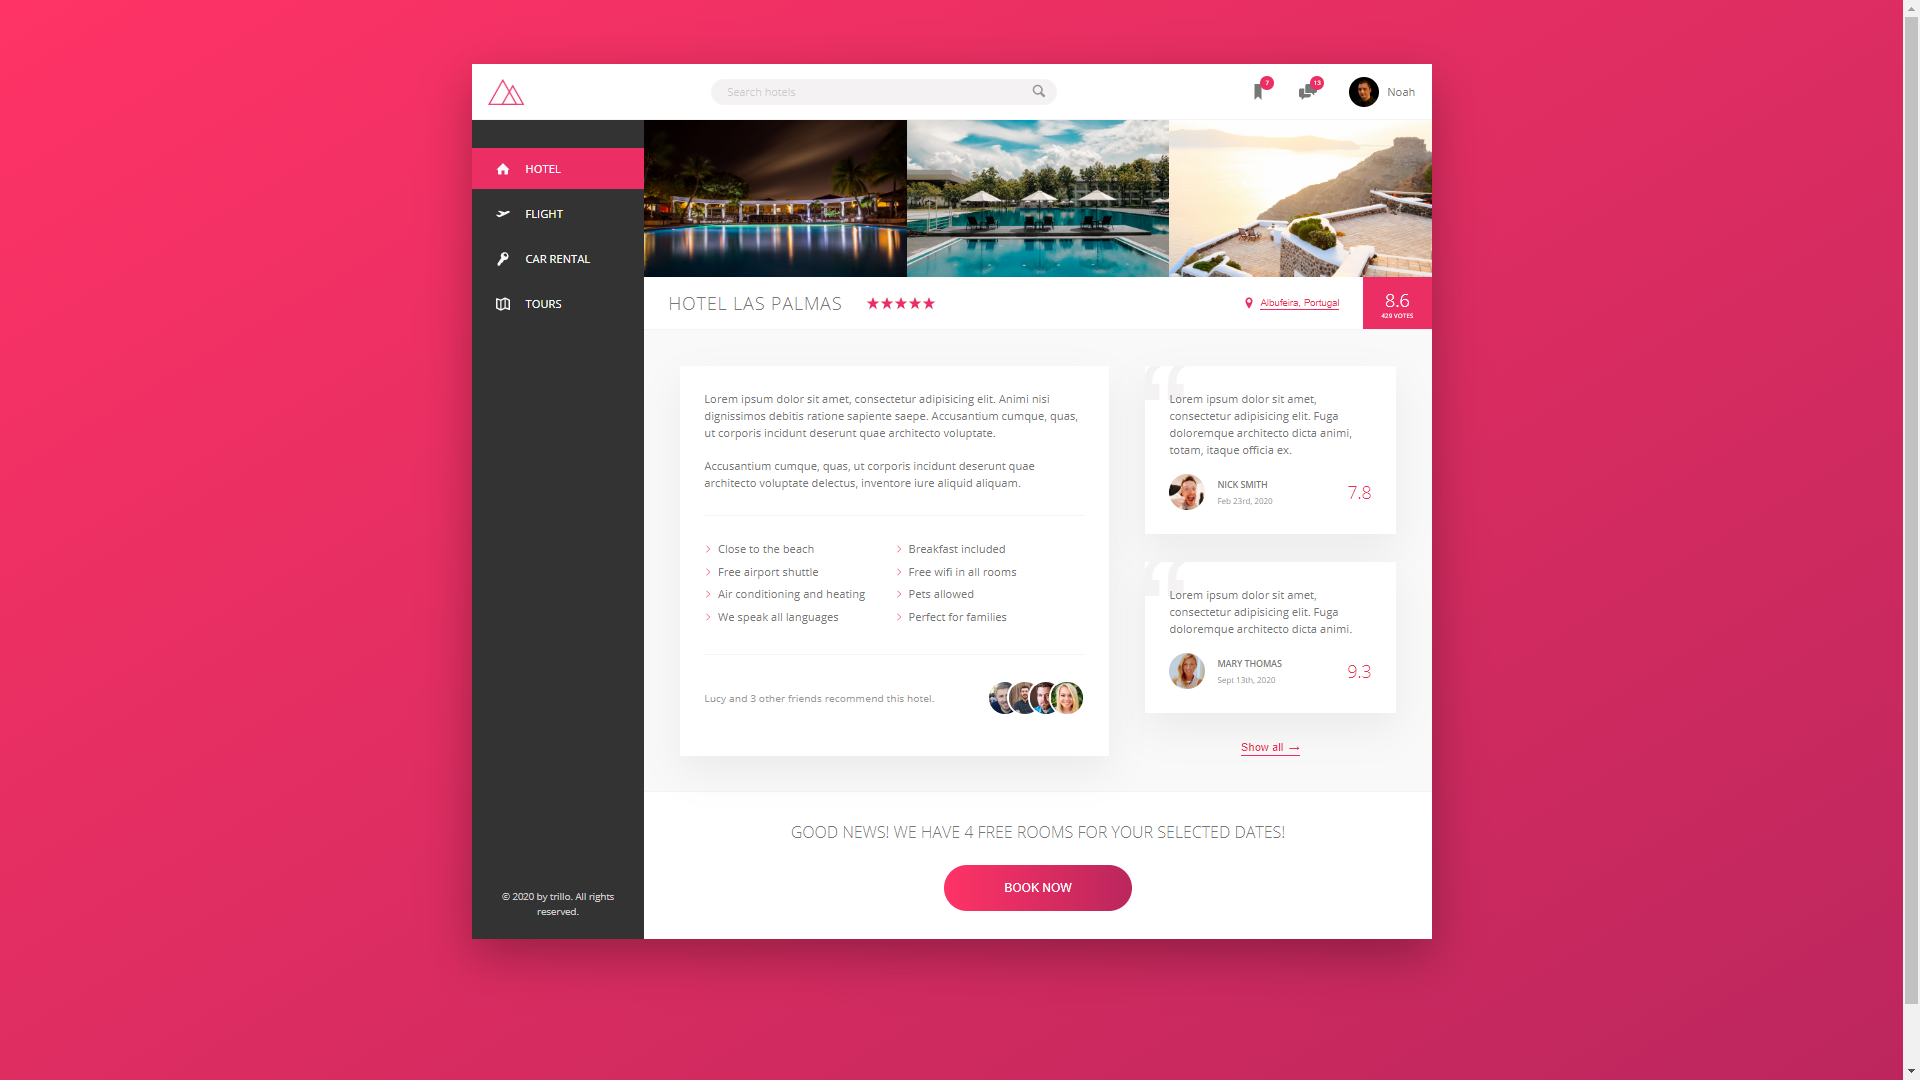 Search hotels
7
13
Noah
HOTEL
FLIGHT
CAR RENTAL
TOURS
© 2020 by trillo. All rights
reserved.
HOTEL LAS PALMAS
Albufeira, Portugal
8.6
429 VOTES
Lorem ipsum dolor sit amet, consectetur adipisicing elit. Animi nisi
dignissimos debitis ratione sapiente saepe. Accusantium cumque, quas,
ut corporis incidunt deserunt quae architecto voluptate.
Accusantium cumque, quas, ut corporis incidunt deserunt quae
architecto voluptate delectus, inventore iure aliquid aliquam.
Close to the beach
Free airport shuttle
Air conditioning and heating
We speak all languages
Breakfast included
Free wifi in all rooms
Pets allowed
Perfect for families
Lucy and 3 other friends recommend this hotel.
“
Lorem ipsum dolor sit amet,
consectetur adipisicing elit. Fuga
doloremque architecto dicta animi,
totam, itaque officia ex.
NICK SMITH
Feb 23rd, 2020
7.8
“
Lorem ipsum dolor sit amet,
consectetur adipisicing elit. Fuga
doloremque architecto dicta animi.
MARY THOMAS
Sept 13th, 2020
9.3
Show all →
GOOD NEWS! WE HAVE 4 FREE ROOMS FOR YOUR SELECTED DATES!
BOOK NOW